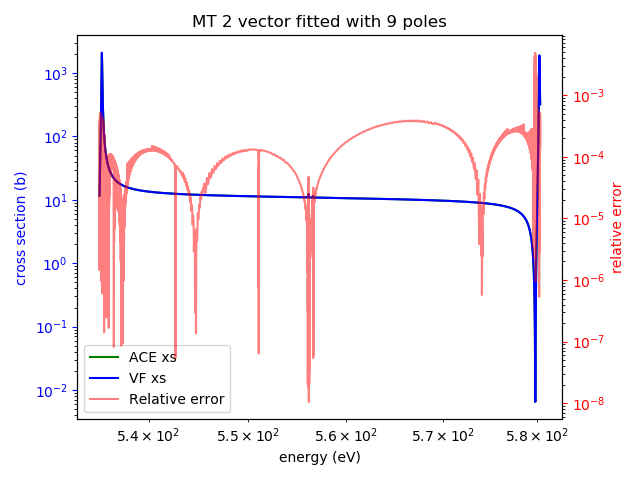 MT 2 vector fitted with 9 poles
cross section (b)
10³
10²
10¹
10⁰
10⁻¹
10⁻²
10⁻³
10⁻⁴
10⁻⁵
10⁻⁶
10⁻⁷
10⁻⁸
relative error
ACE xs
VF xs
Relative error
5.4 × 10² 5.5 × 10² 5.6 × 10² 5.7 × 10² 5.8 × 10²
energy (eV)